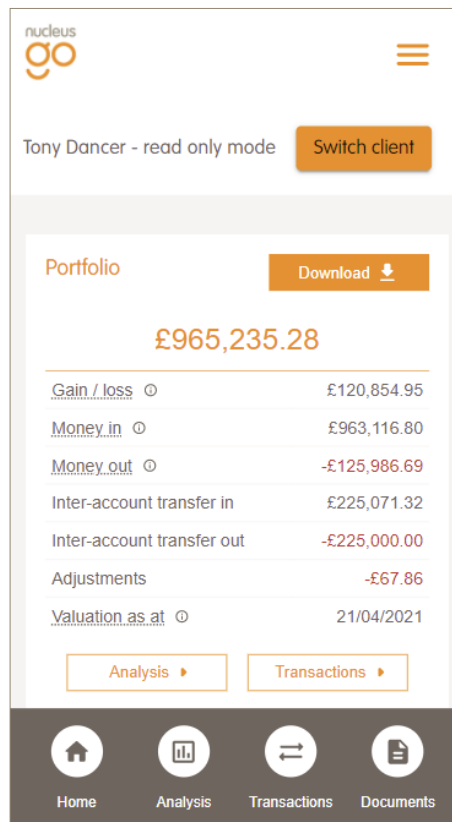 nucleus
go
Tony Dancer - read only mode Switch client
Portfolio Download
£965,235.28
Gain / loss £120,854.95
Money in £963,116.80
Money out -£125,986.69
Inter-account transfer in £225,071.32
Inter-account transfer out -£225,000.00
Adjustments -£67.86
Valuation as at 21/04/2021
Analysis Transactions
Home Analysis Transactions Documents